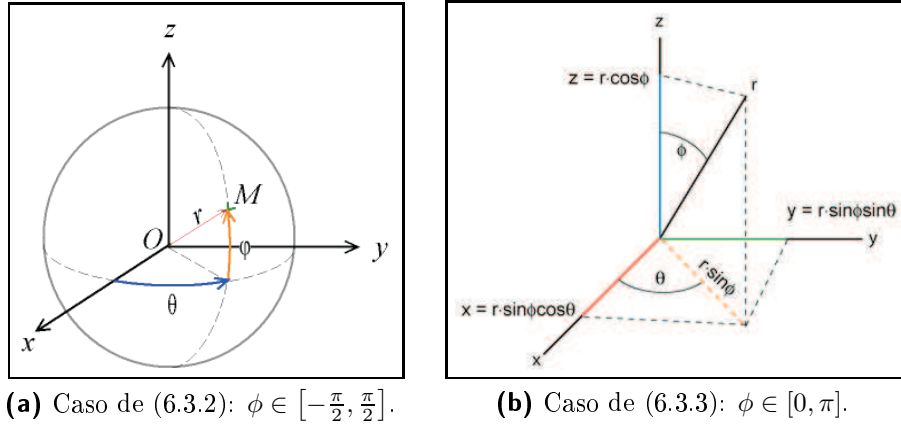 z
M
r
O
φ
y
θ
x
(a) Caso de (6.3.2): ϕ ∈ [−π/2, π/2].
z
z = r·cosϕ
r
ϕ
y = r·sinϕsinθ
y
θ
r·sinϕ
x = r·sinϕcosθ
x
(b) Caso de (6.3.3): ϕ ∈ [0, π].